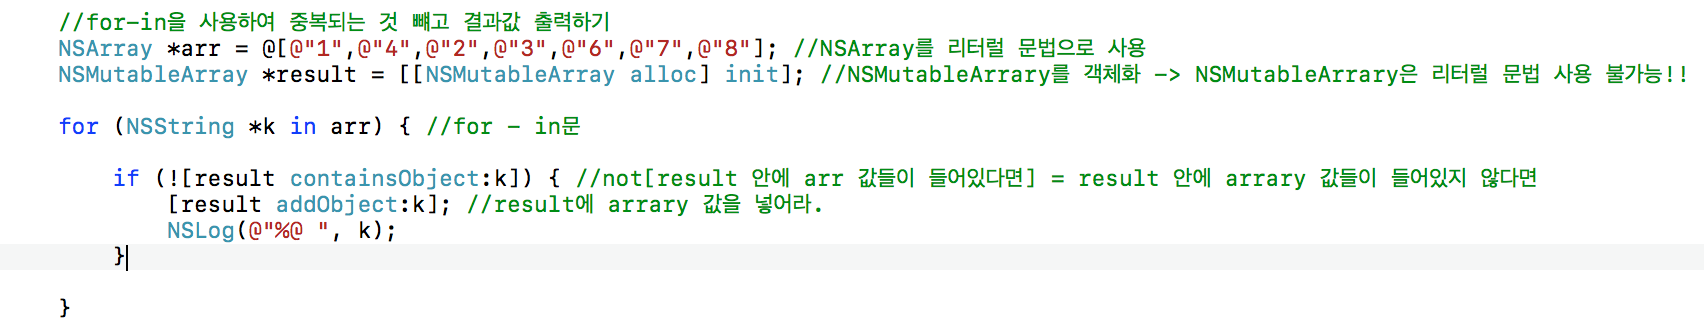 //for-in을 사용하여 중복되는 것 빼고 결과값 출력하기
NSArray *arr = @[@"1",@"4",@"2",@"3",@"6",@"7",@"8"]; //NSArray를 리터럴 문법으로 사용
NSMutableArray *result = [[NSMutableArray alloc] init]; //NSMutableArrary를 객체화 -> NSMutableArrary은 리터럴 문법 사용 불가능!!
for (NSString *k in arr) { //for - in문
if (![result containsObject:k]) { //not[result 안에 arr 값들이 들어있다면] = result 안에 arrary 값들이 들어있지 않다면
[result addObject:k]; //result에 arrary 값을 넣어라.
NSLog(@"%@ ", k);
}
}